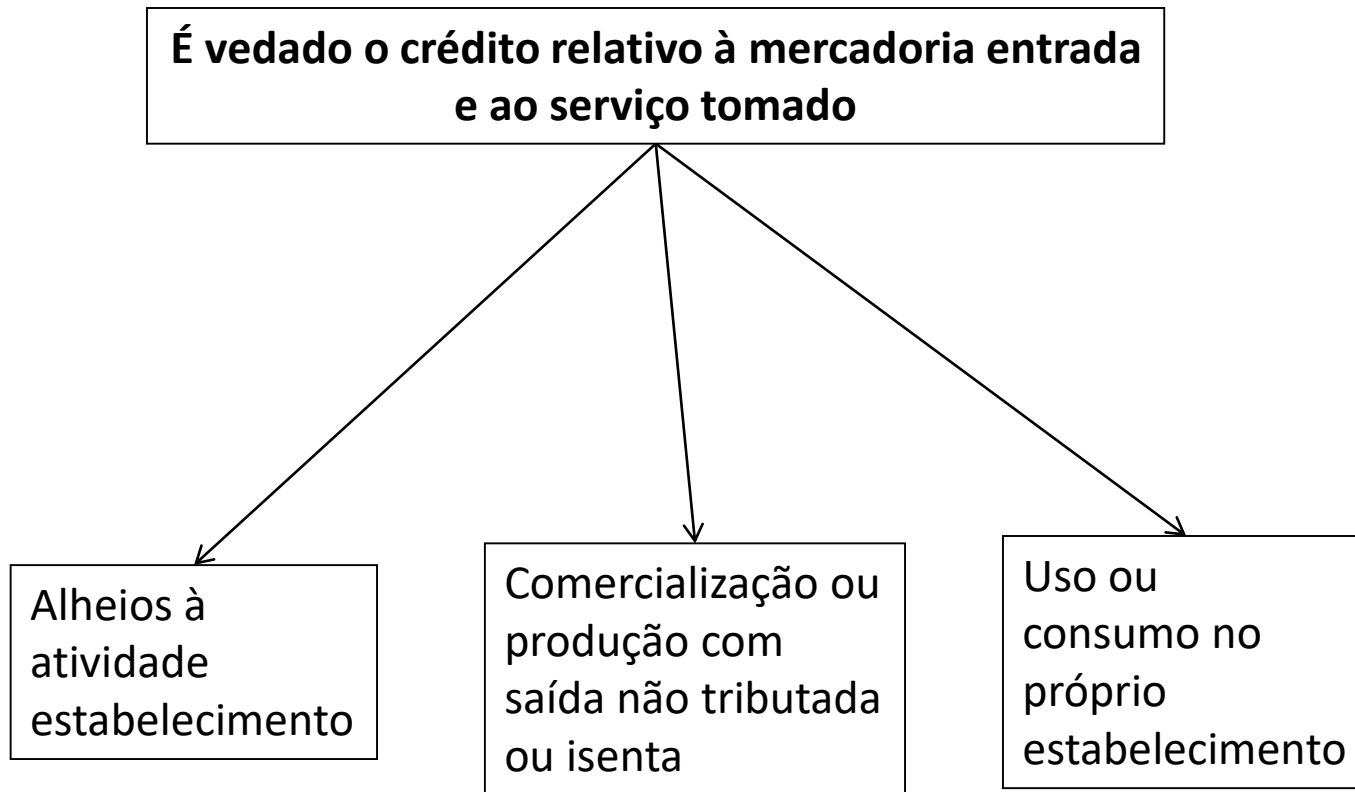 É vedado o crédito relativo à mercadoria entrada
e ao serviço tomado
Alheios à
atividade
estabelecimento
Comercialização ou
produção com
saída não tributada
ou isenta
Uso ou
consumo no
próprio
estabelecimento